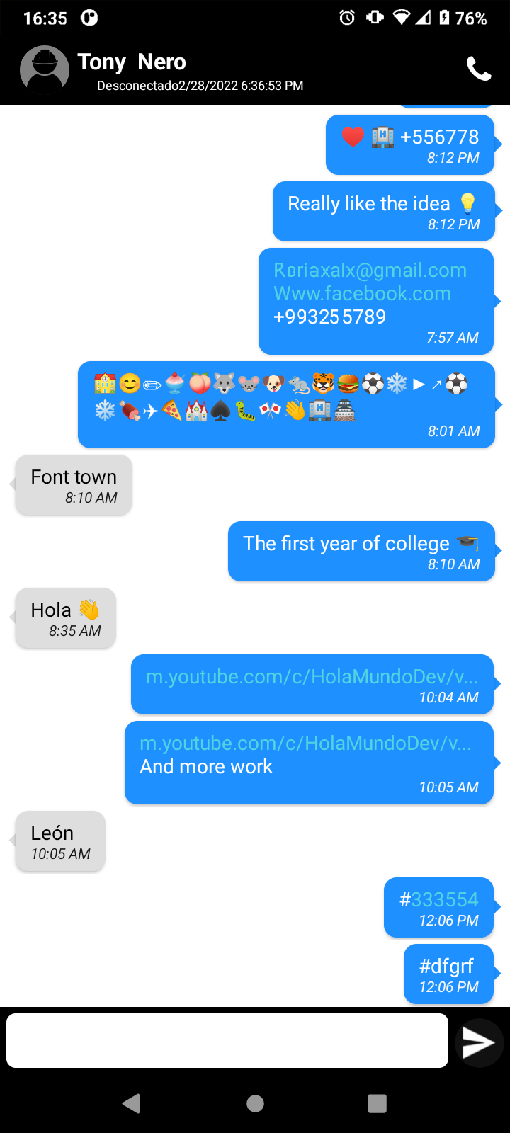 16:35 76%
Tony Nero
Desconectado2/28/2022 6:36:53 PM
❤️ 🏨 +556778
8:12 PM
Really like the idea 💡
8:12 PM
Roriaxalx@gmail.com
Www.facebook.com
+993255789
7:57 AM
🏫😊✏🍧🍑🐺🐭🐶🐀🐯🍔⚽❄▶↗⚽
❄🍖✈🍕🏰♠🐛🎌👋🏨🏯
8:01 AM
Font town
8:10 AM
The first year of college 🎓
8:10 AM
Hola 👋
8:35 AM
m.youtube.com/c/HolaMundoDev/v...
10:04 AM
m.youtube.com/c/HolaMundoDev/v...
And more work
10:05 AM
León
10:05 AM
#333554
12:06 PM
#dfgrf
12:06 PM